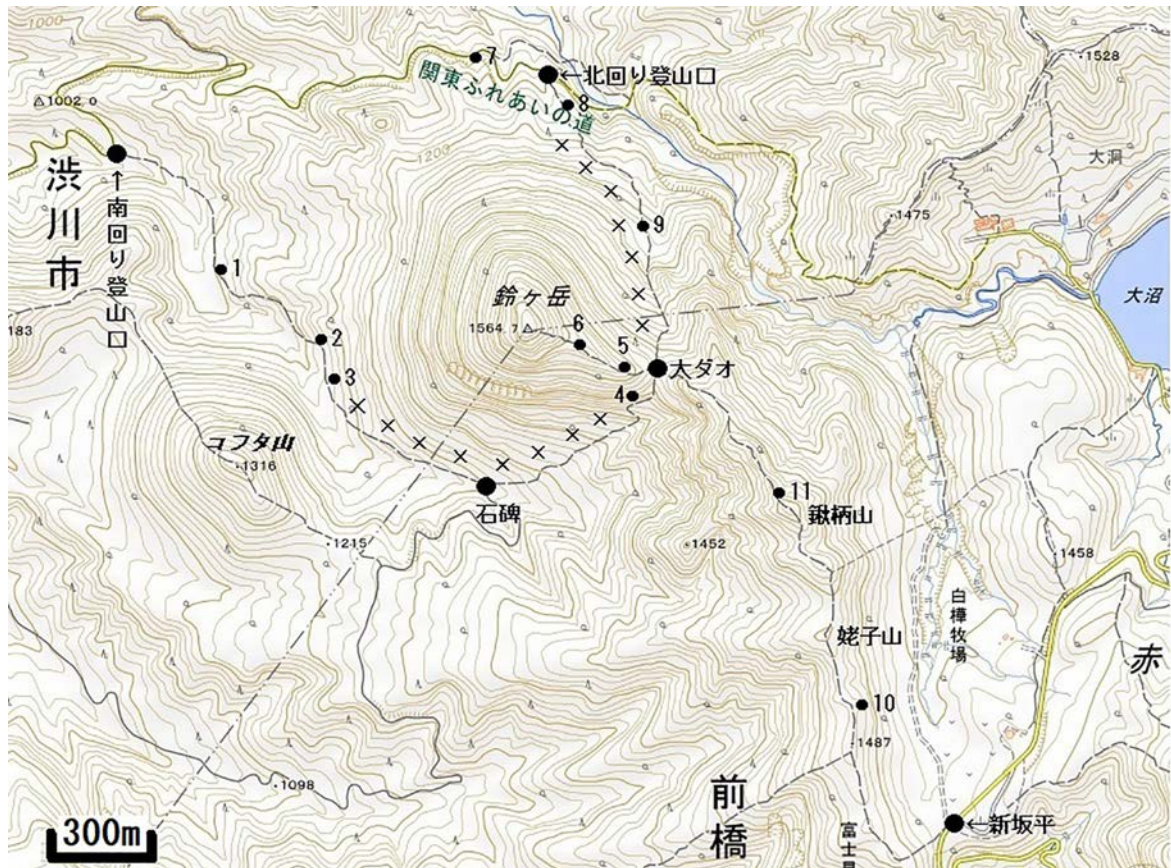 1000
7
←北回り登山口
1528
関東ふれあいの道
8
△1002.0
大洞
渋川市
↑南回り登山口
1200
1475
9
1
鈴ヶ岳
大沼
183
1564.7△
6
2
5
大ダオ
3
4
コフタ山
1316
石碑
11
鍬柄山
1215
1452
1458
白樺牧場
姥子山
赤
10
1487
1098
前橋
300m
←新坂平
富士見